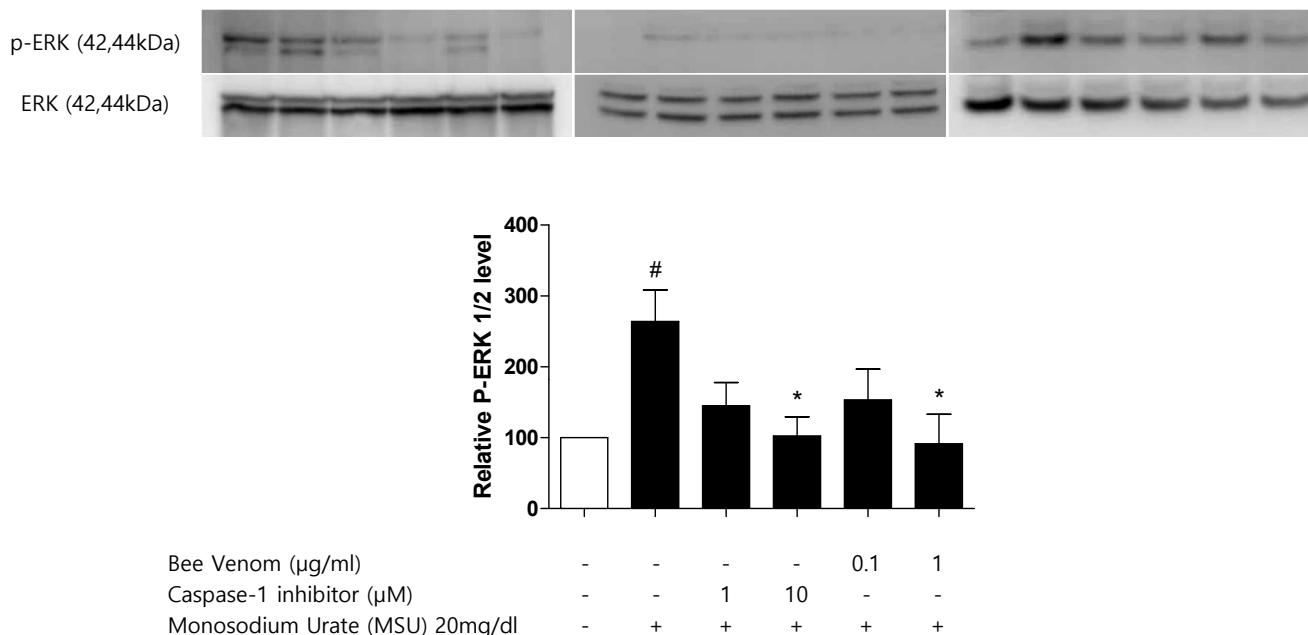 p-ERK (42,44kDa)
ERK (42,44kDa)
Relative P-ERK 1/2 level
400
300
200
100
0
#
*
*
Bee Venom (μg/ml) - - - - 0.1 1
Caspase-1 inhibitor (μM) - - 1 10 - -
Monosodium Urate (MSU) 20mg/dl - + + + + +